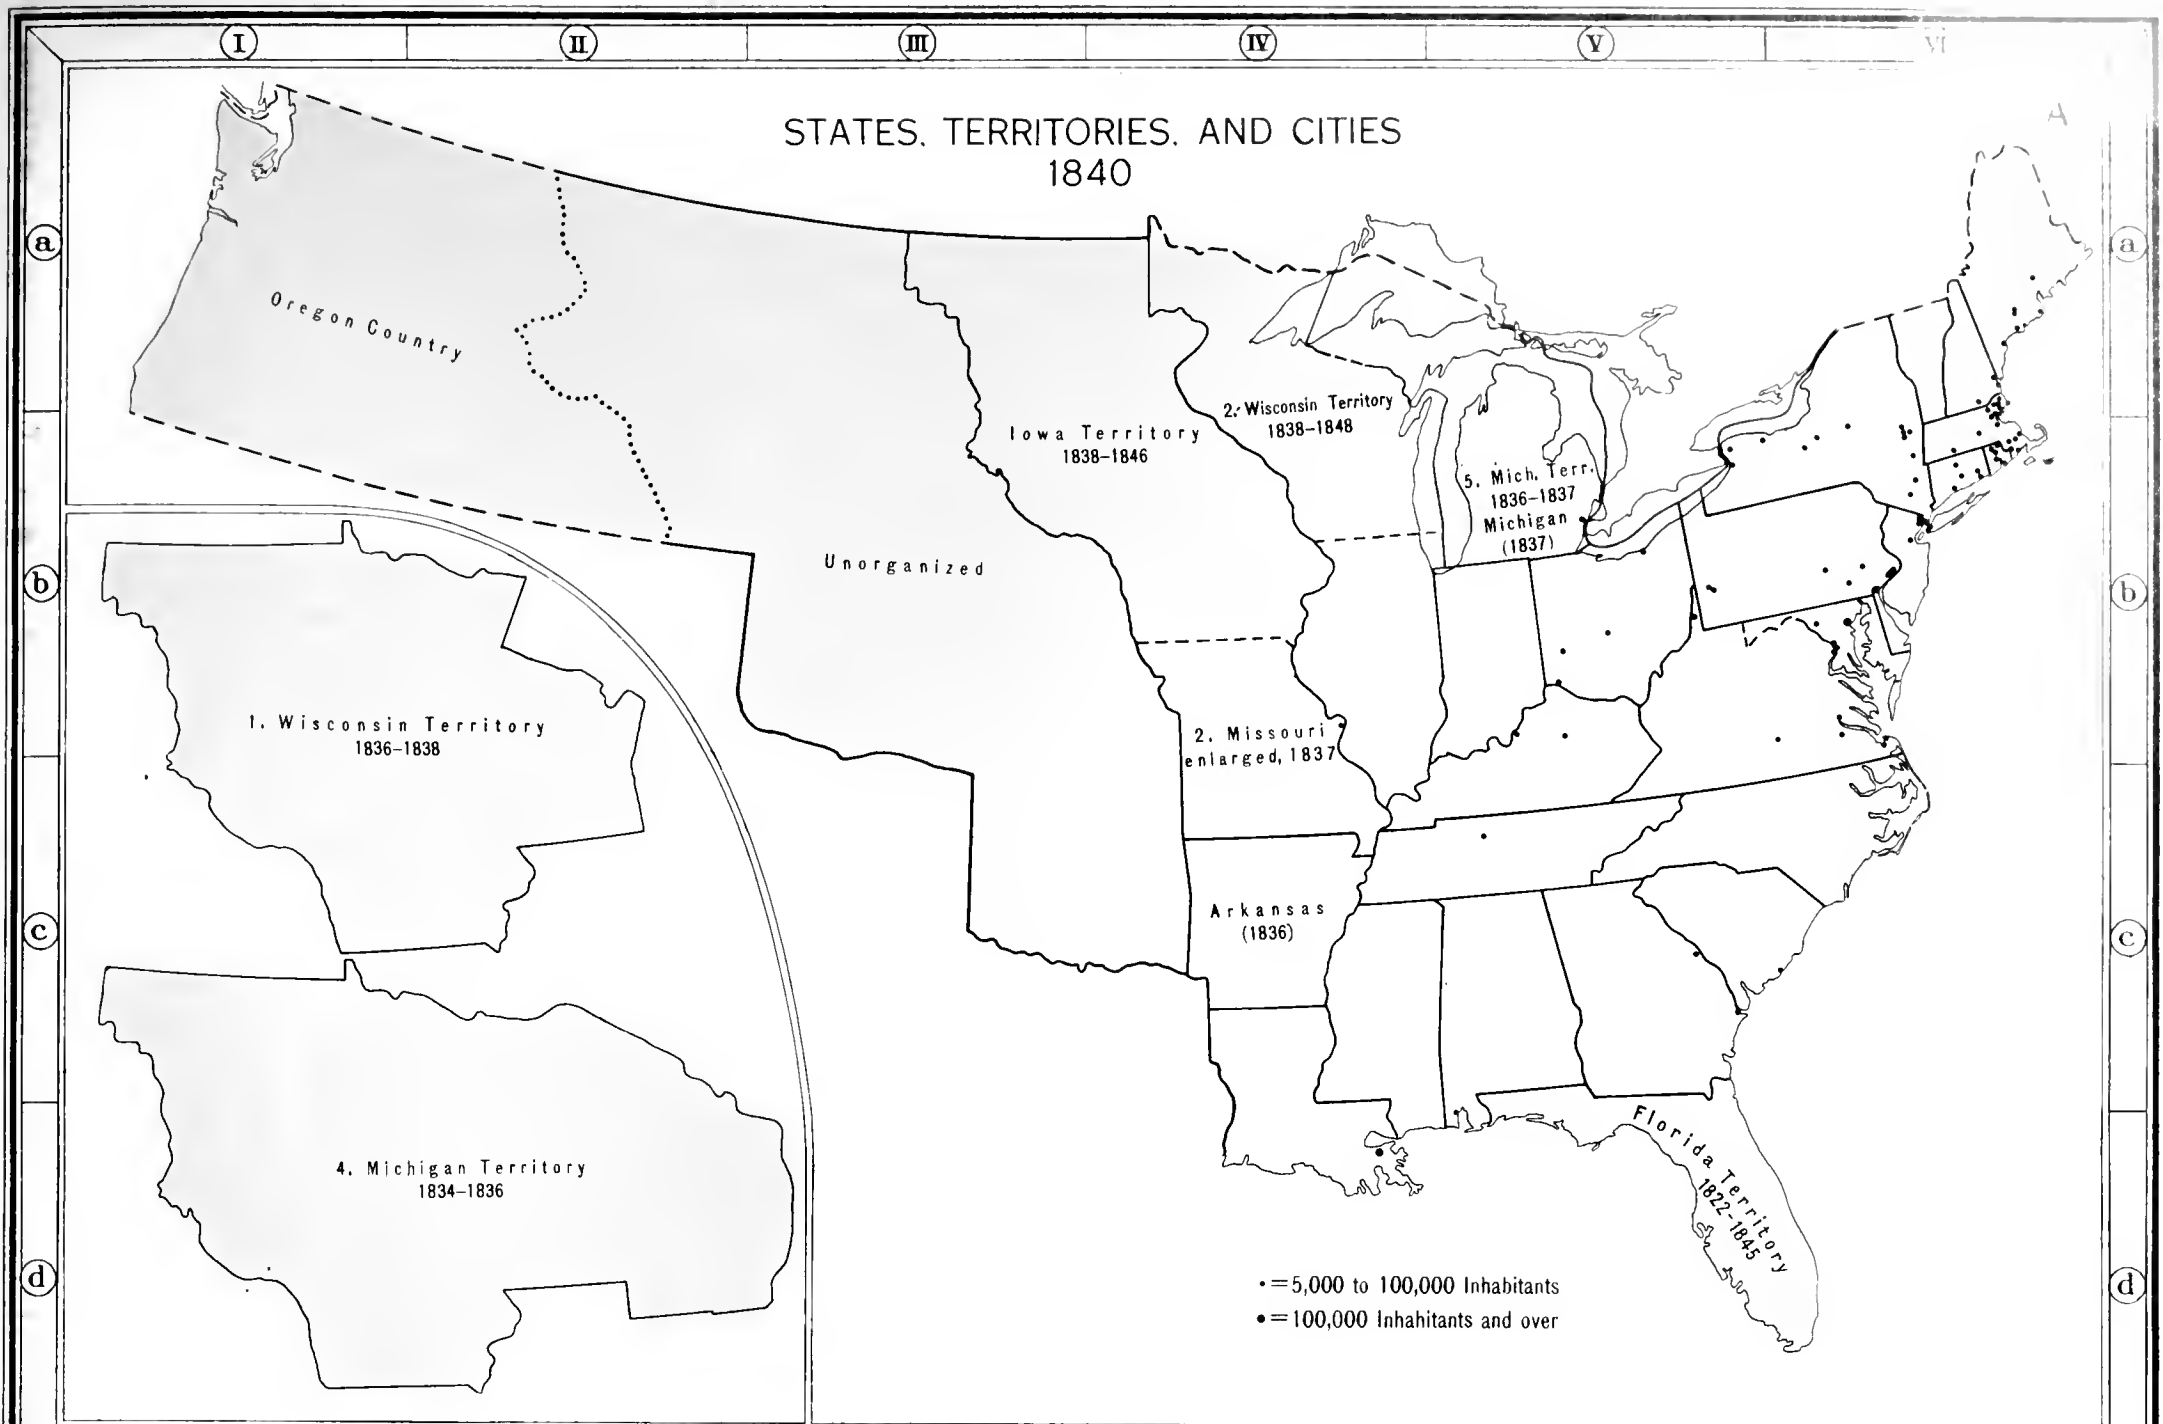 I II III IV V VI
STATES. TERRITORIES. AND CITIES
1840
A
a
a
Oregon Country
2. Wisconsin Territory
1838–1848
Iowa Territory
1838–1846
5. Mich. Terr.
1836–1837
Michigan
(1837)
Unorganized
b
b
1. Wisconsin Territory
1836–1838
2. Missouri
enlarged, 1837
Arkansas
(1836)
c
c
Florida Territory
1822-1845
4. Michigan Territory
1834–1836
d
d
• = 5,000 to 100,000 Inhabitants
• = 100,000 Inhabitants and over